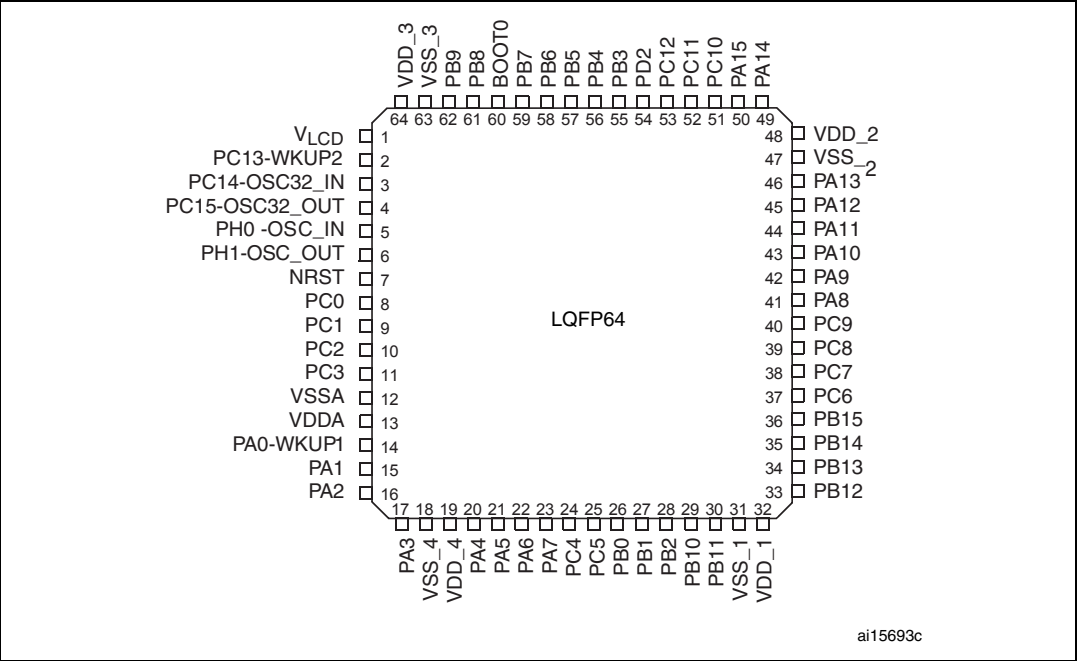 VDD_3
VSS_3
PB9
PB8
BOOT0
PB7
PB6
PB5
PB4
PB3
PD2
PC12
PC11
PC10
PA15
PA14
64 63 62 61 60 59 58 57 56 55 54 53 52 51 50 49
VLCD 1
PC13-WKUP2 2
PC14-OSC32_IN 3
PC15-OSC32_OUT 4
PH0 -OSC_IN 5
PH1-OSC_OUT 6
NRST 7
PC0 8
PC1 9
PC2 10
PC3 11
VSSA 12
VDDA 13
PA0-WKUP1 14
PA1 15
PA2 16
LQFP64
48 VDD_2
47 VSS_2
46 PA13
45 PA12
44 PA11
43 PA10
42 PA9
41 PA8
40 PC9
39 PC8
38 PC7
37 PC6
36 PB15
35 PB14
34 PB13
33 PB12
17 18 19 20 21 22 23 24 25 26 27 28 29 30 31 32
PA3
VSS_4
VDD_4
PA4
PA5
PA6
PA7
PC4
PC5
PB0
PB1
PB2
PB10
PB11
VSS_1
VDD_1
ai15693c